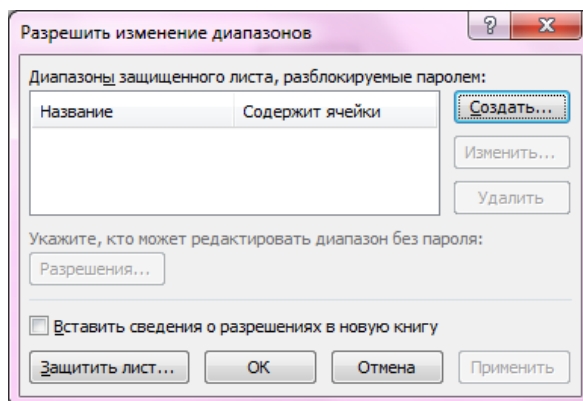 Разрешить изменение диапазонов
Диапазоны защищенного листа, разблокируемые паролем:
Название Содержит ячейки
Создать...
Изменить...
Удалить
Укажите, кто может редактировать диапазон без пароля:
Разрешения...
Вставить сведения о разрешениях в новую книгу
Защитить лист... ОК Отмена Применить